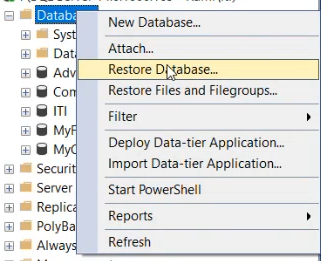 Databas
New Database...
Syst
Attach...
Data
Restore Database...
Adv
Restore Files and Filegroups...
Com
Filter
ITI
MyF
Deploy Data-tier Application...
MyC
Import Data-tier Application...
Securit
Start PowerShell
Server
Replica
Reports
PolyBa
Always
Refresh